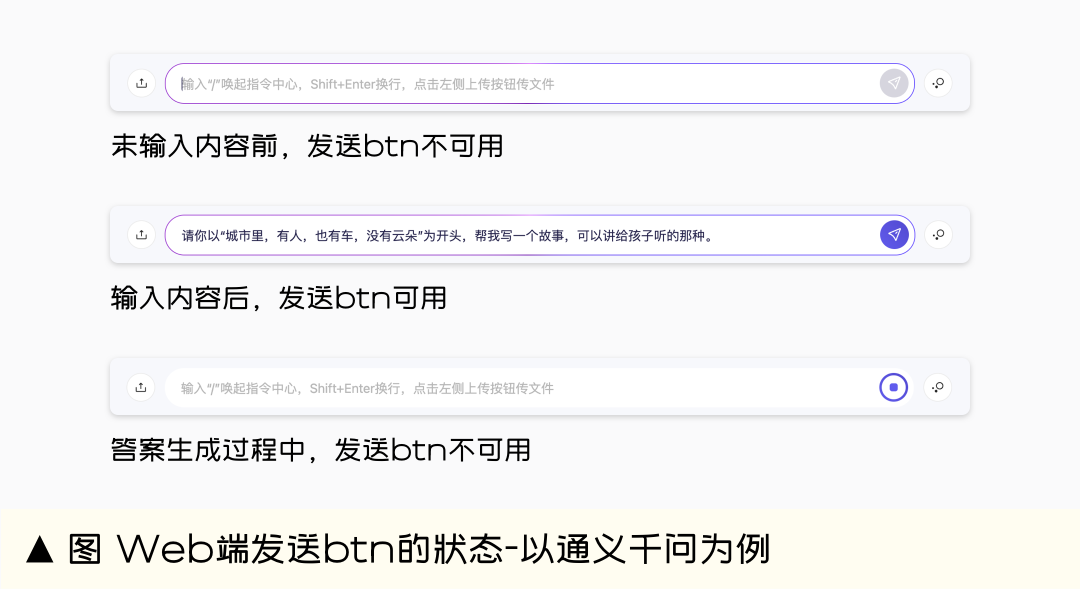 输入“/”唤起指令中心，Shift+Enter换行，点击左侧上传按钮传文件
未输入内容前，发送btn不可用
请你以“城市里，有人，也有车，没有云朵”为开头，帮我写一个故事，可以讲给孩子听的那种。
输入内容后，发送btn可用
输入“/”唤起指令中心，Shift+Enter换行，点击左侧上传按钮传文件
答案生成过程中，发送btn不可用
▲ 图 Web端发送btn的狀态-以通义千问为例